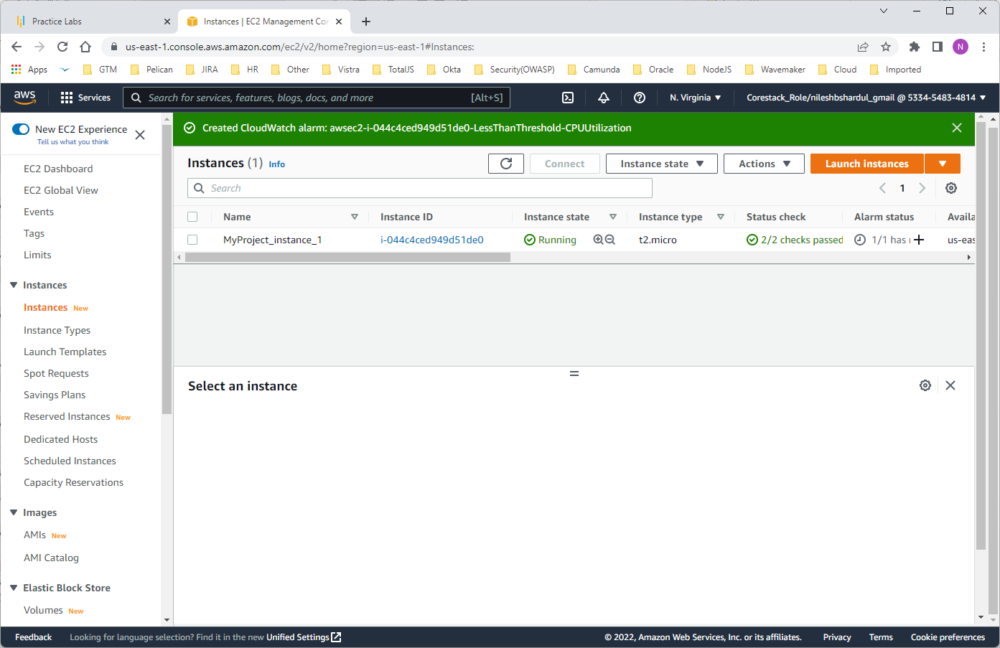 Practice Labs
Instances | EC2 Management Con
us-east-1.console.aws.amazon.com/ec2/v2/home?region=us-east-1#Instances:
N
Apps GTM Pelican JIRA HR Other Vistra TotalJS Okta Security(OWASP) Camunda Oracle NodeJS Wavemaker Cloud Imported
aws Services Search for services, features, blogs, docs, and more [Alt+S] N. Virginia Corestack_Role/nileshbshardul_gmail @ 5334-5483-4814
New EC2 Experience
Tell us what you think
EC2 Dashboard
EC2 Global View
Events
Tags
Limits
Instances
Instances New
Instance Types
Launch Templates
Spot Requests
Savings Plans
Reserved Instances New
Dedicated Hosts
Scheduled Instances
Capacity Reservations
Images
AMIs New
AMI Catalog
Elastic Block Store
Volumes New
Created CloudWatch alarm: awsec2-i-044c4ced949d51de0-LessThanThreshold-CPUUtilization
Instances (1) Info
Connect Instance state Actions Launch instances
Search
1
Name Instance ID Instance state Instance type Status check Alarm status Availa
MyProject_instance_1 i-044c4ced949d51de0 Running t2.micro 2/2 checks passed 1/1 has us-eas
Select an instance
Feedback Looking for language selection? Find it in the new Unified Settings © 2022, Amazon Web Services, Inc. or its affiliates. Privacy Terms Cookie preferences